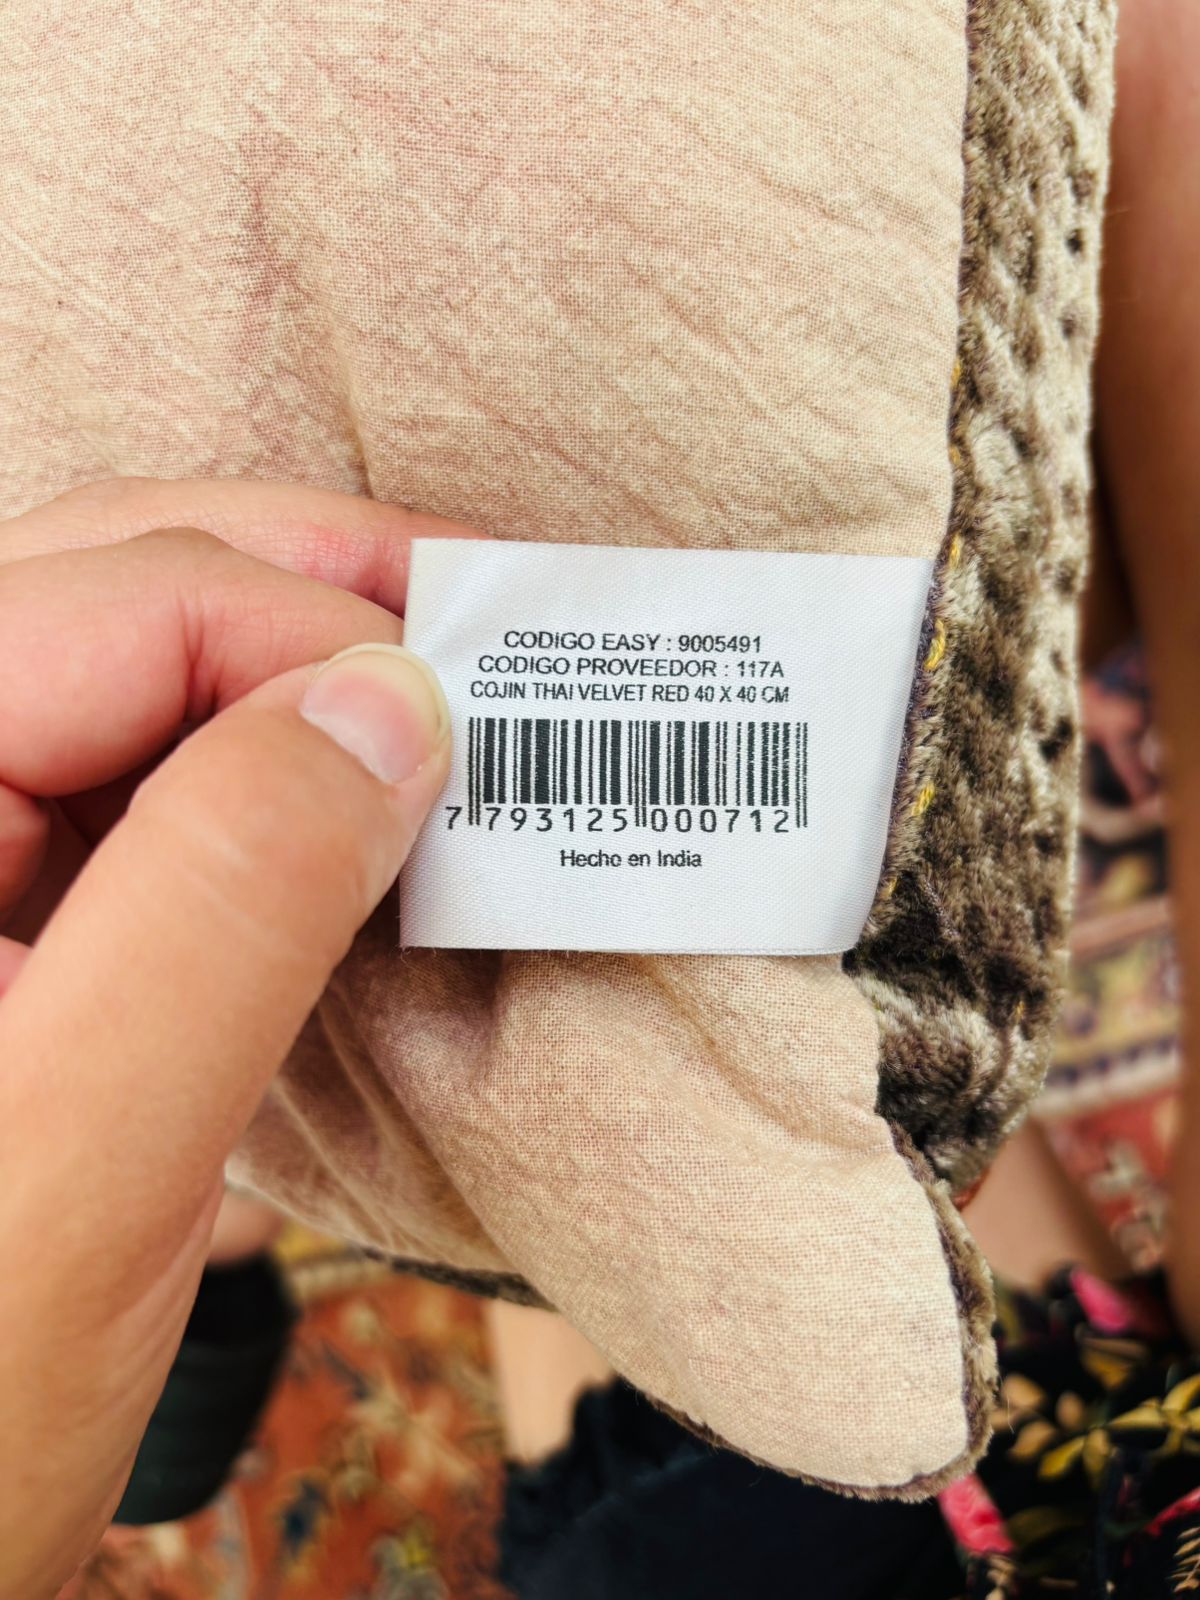 CODIGO EASY : 9005491
CODIGO PROVEEDOR : 117A
COJIN THAI VELVET RED 40 X 40 CM
7 793125 000712
Hecho en India